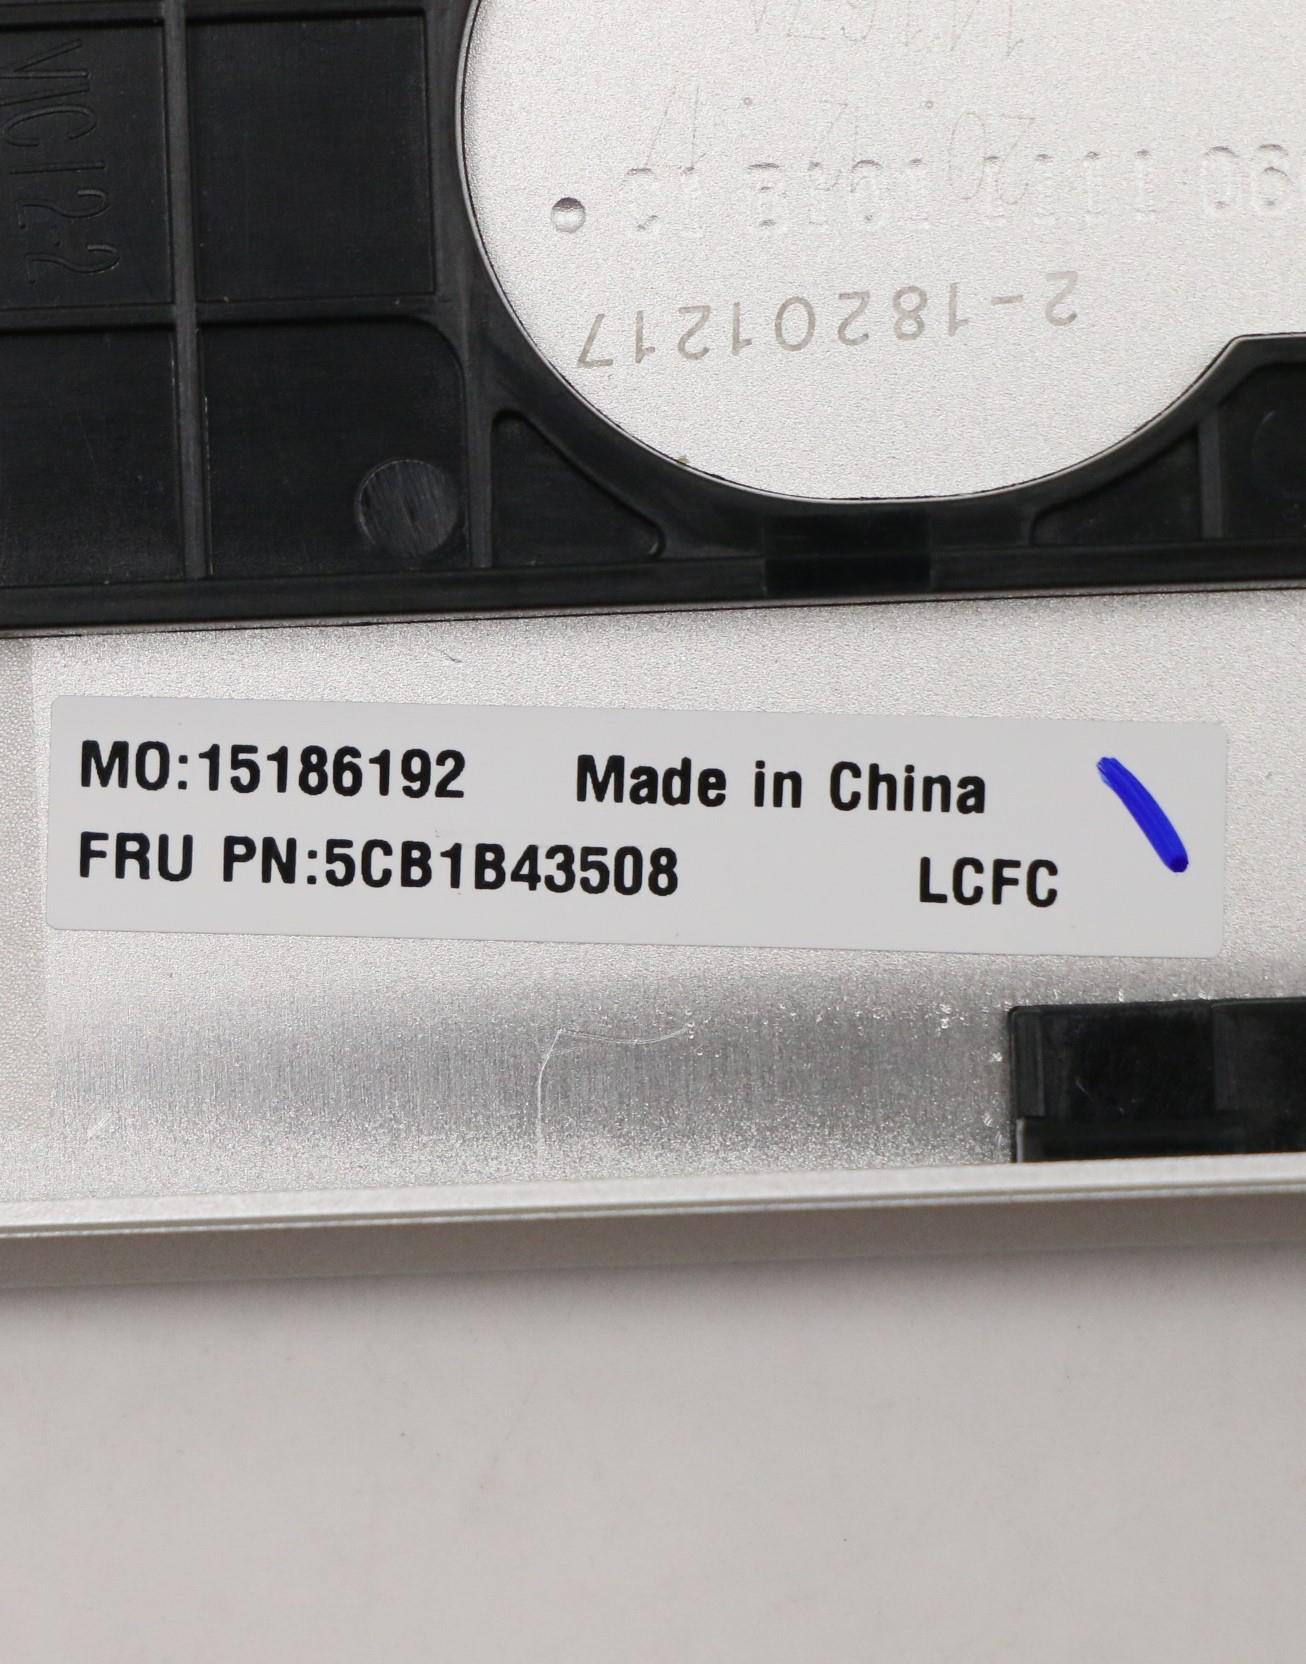 2-18201217
MO:15186192 Made in China
FRU PN:5CB1B43508 LCFC